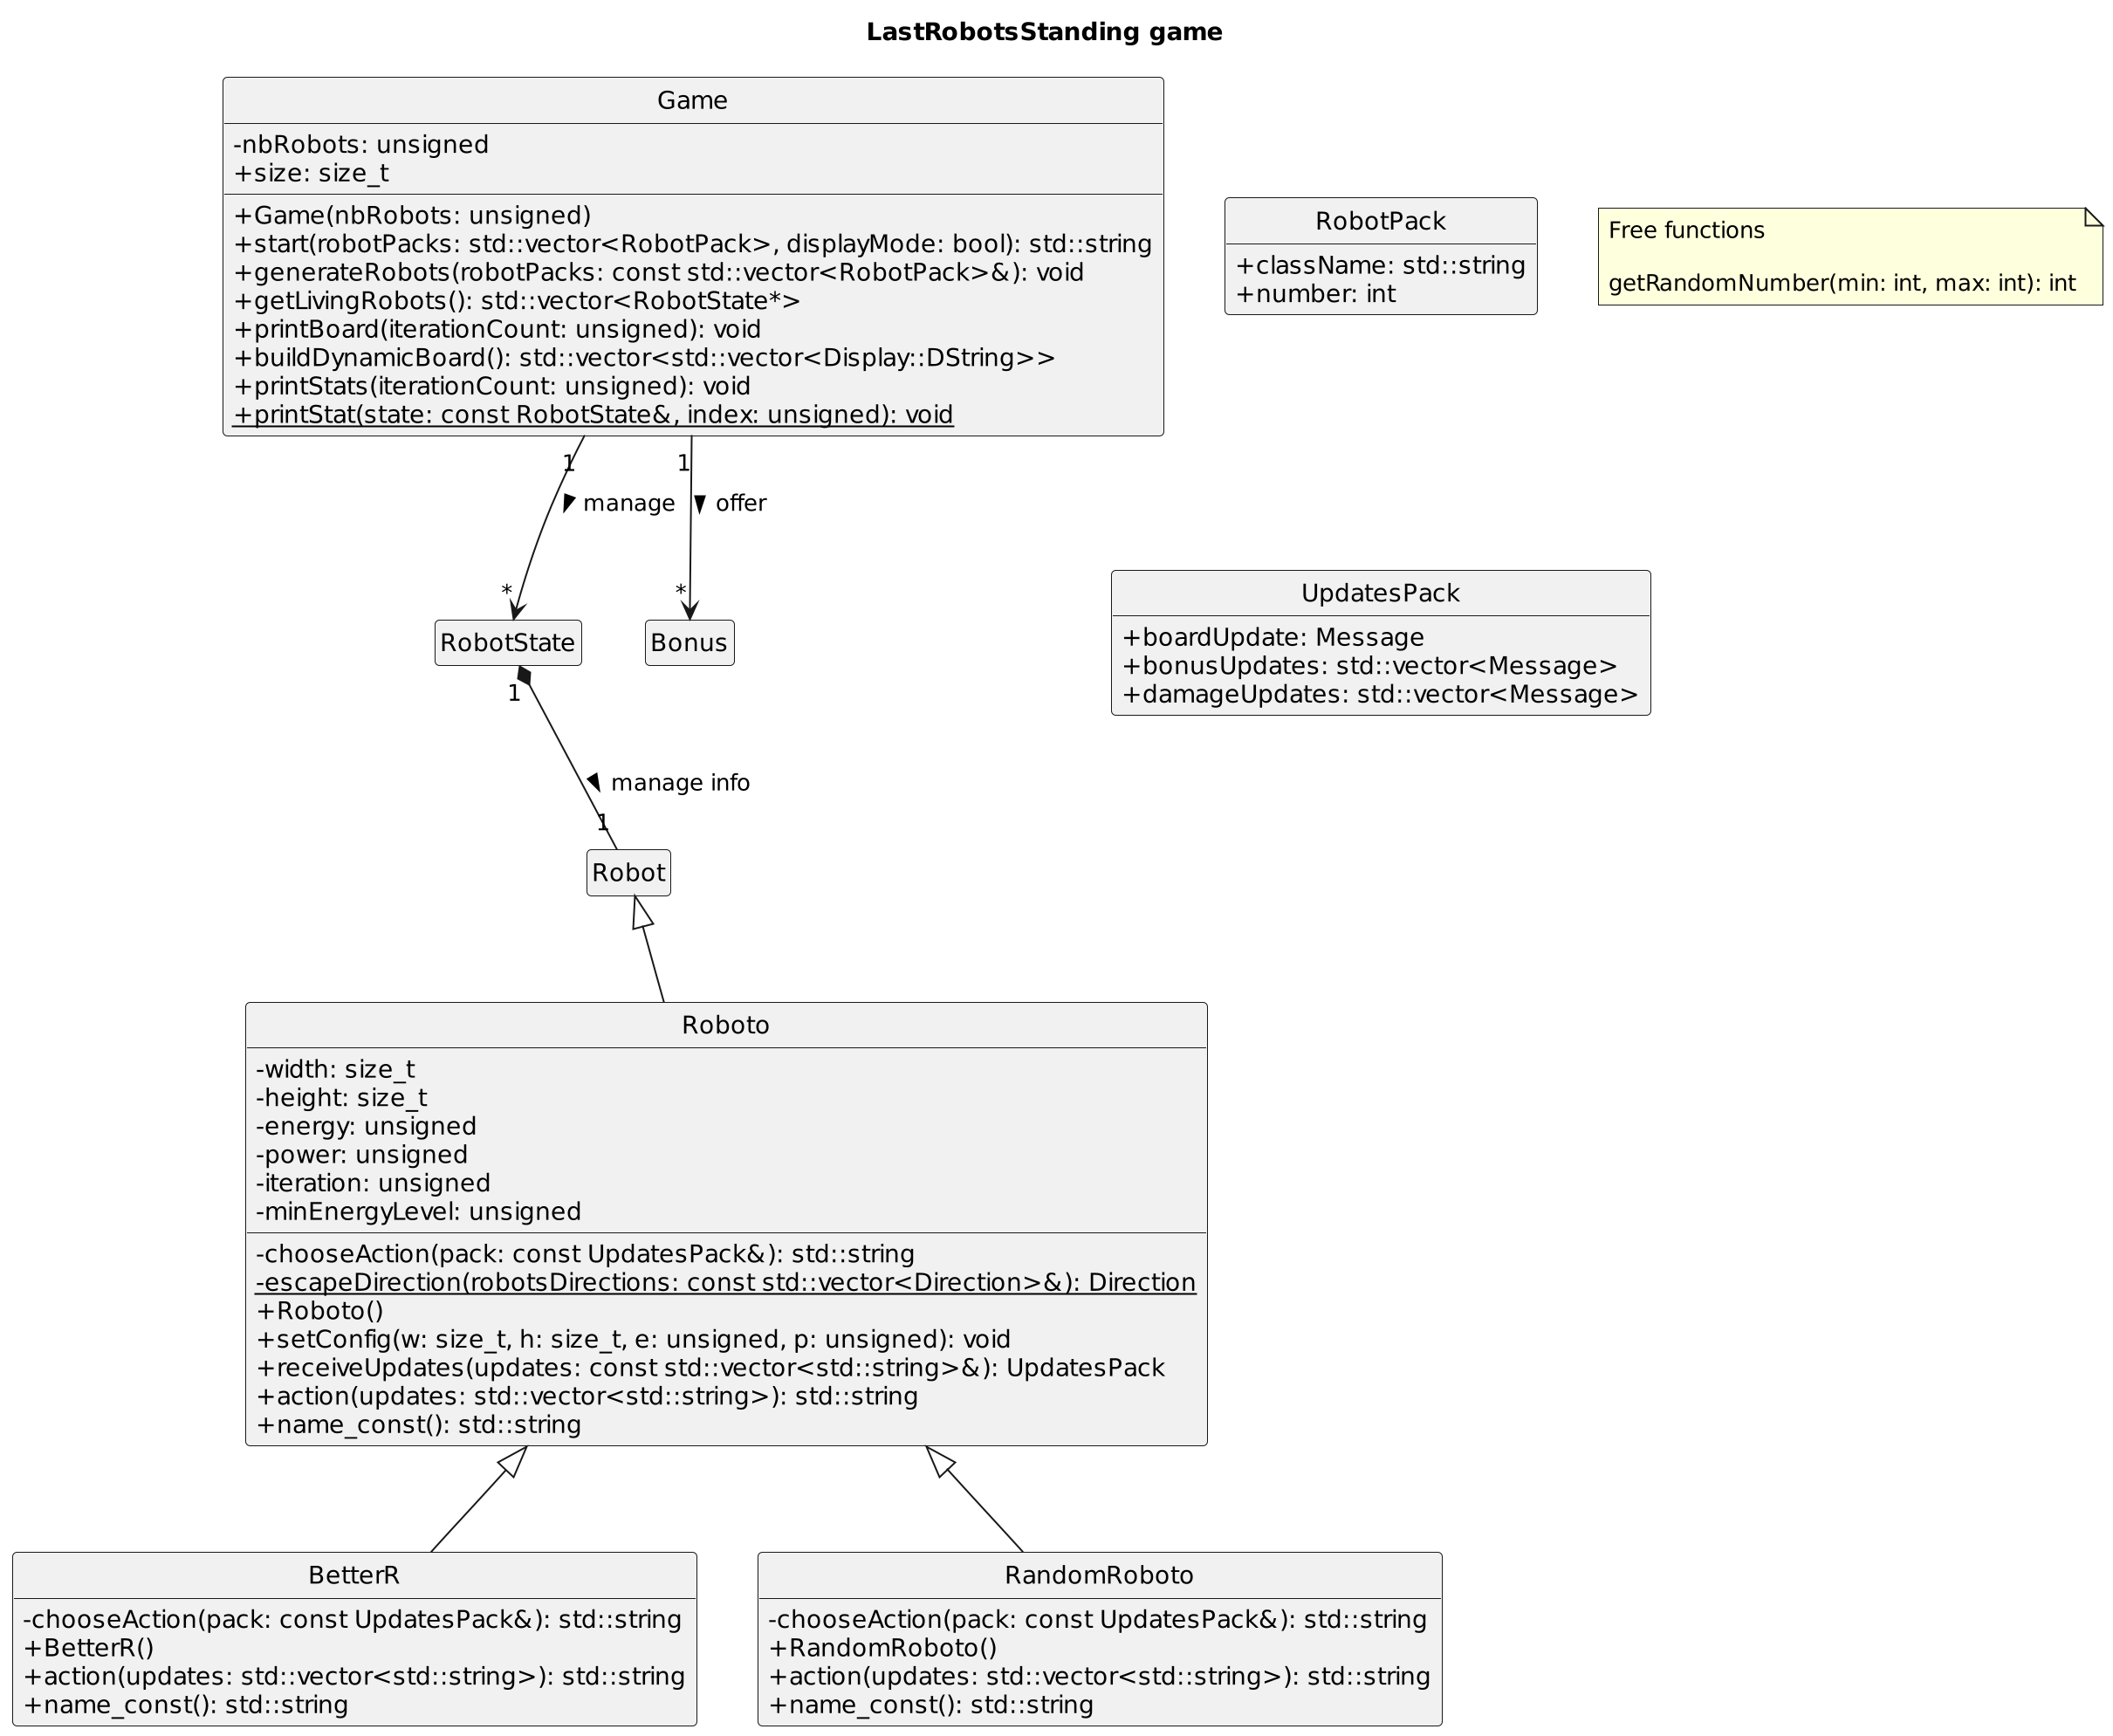 LastRobotsStanding game
Game
-nbRobots: unsigned
+size: size_t
+Game(nbRobots: unsigned)
+start(robotPacks: std::vector<RobotPack>, displayMode: bool): std::string
+generateRobots(robotPacks: const std::vector<RobotPack>&): void
+getLivingRobots(): std::vector<RobotState*>
+printBoard(iterationCount: unsigned): void
+buildDynamicBoard(): std::vector<std::vector<Display::DString>>
+printStats(iterationCount: unsigned): void
+printStat(state: const RobotState&, index: unsigned): void
RobotPack
+className: std::string
+number: int
Free functions
getRandomNumber(min: int, max: int): int
1
1
manage
offer
*
*
RobotState
Bonus
UpdatesPack
+boardUpdate: Message
+bonusUpdates: std::vector<Message>
+damageUpdates: std::vector<Message>
1
manage info
1
Robot
Roboto
-width: size_t
-height: size_t
-energy: unsigned
-power: unsigned
-iteration: unsigned
-minEnergyLevel: unsigned
-chooseAction(pack: const UpdatesPack&): std::string
-escapeDirection(robotsDirections: const std::vector<Direction>&): Direction
+Roboto()
+setConfig(w: size_t, h: size_t, e: unsigned, p: unsigned): void
+receiveUpdates(updates: const std::vector<std::string>&): UpdatesPack
+action(updates: std::vector<std::string>): std::string
+name_const(): std::string
BetterR
-chooseAction(pack: const UpdatesPack&): std::string
+BetterR()
+action(updates: std::vector<std::string>): std::string
+name_const(): std::string
RandomRoboto
-chooseAction(pack: const UpdatesPack&): std::string
+RandomRoboto()
+action(updates: std::vector<std::string>): std::string
+name_const(): std::string